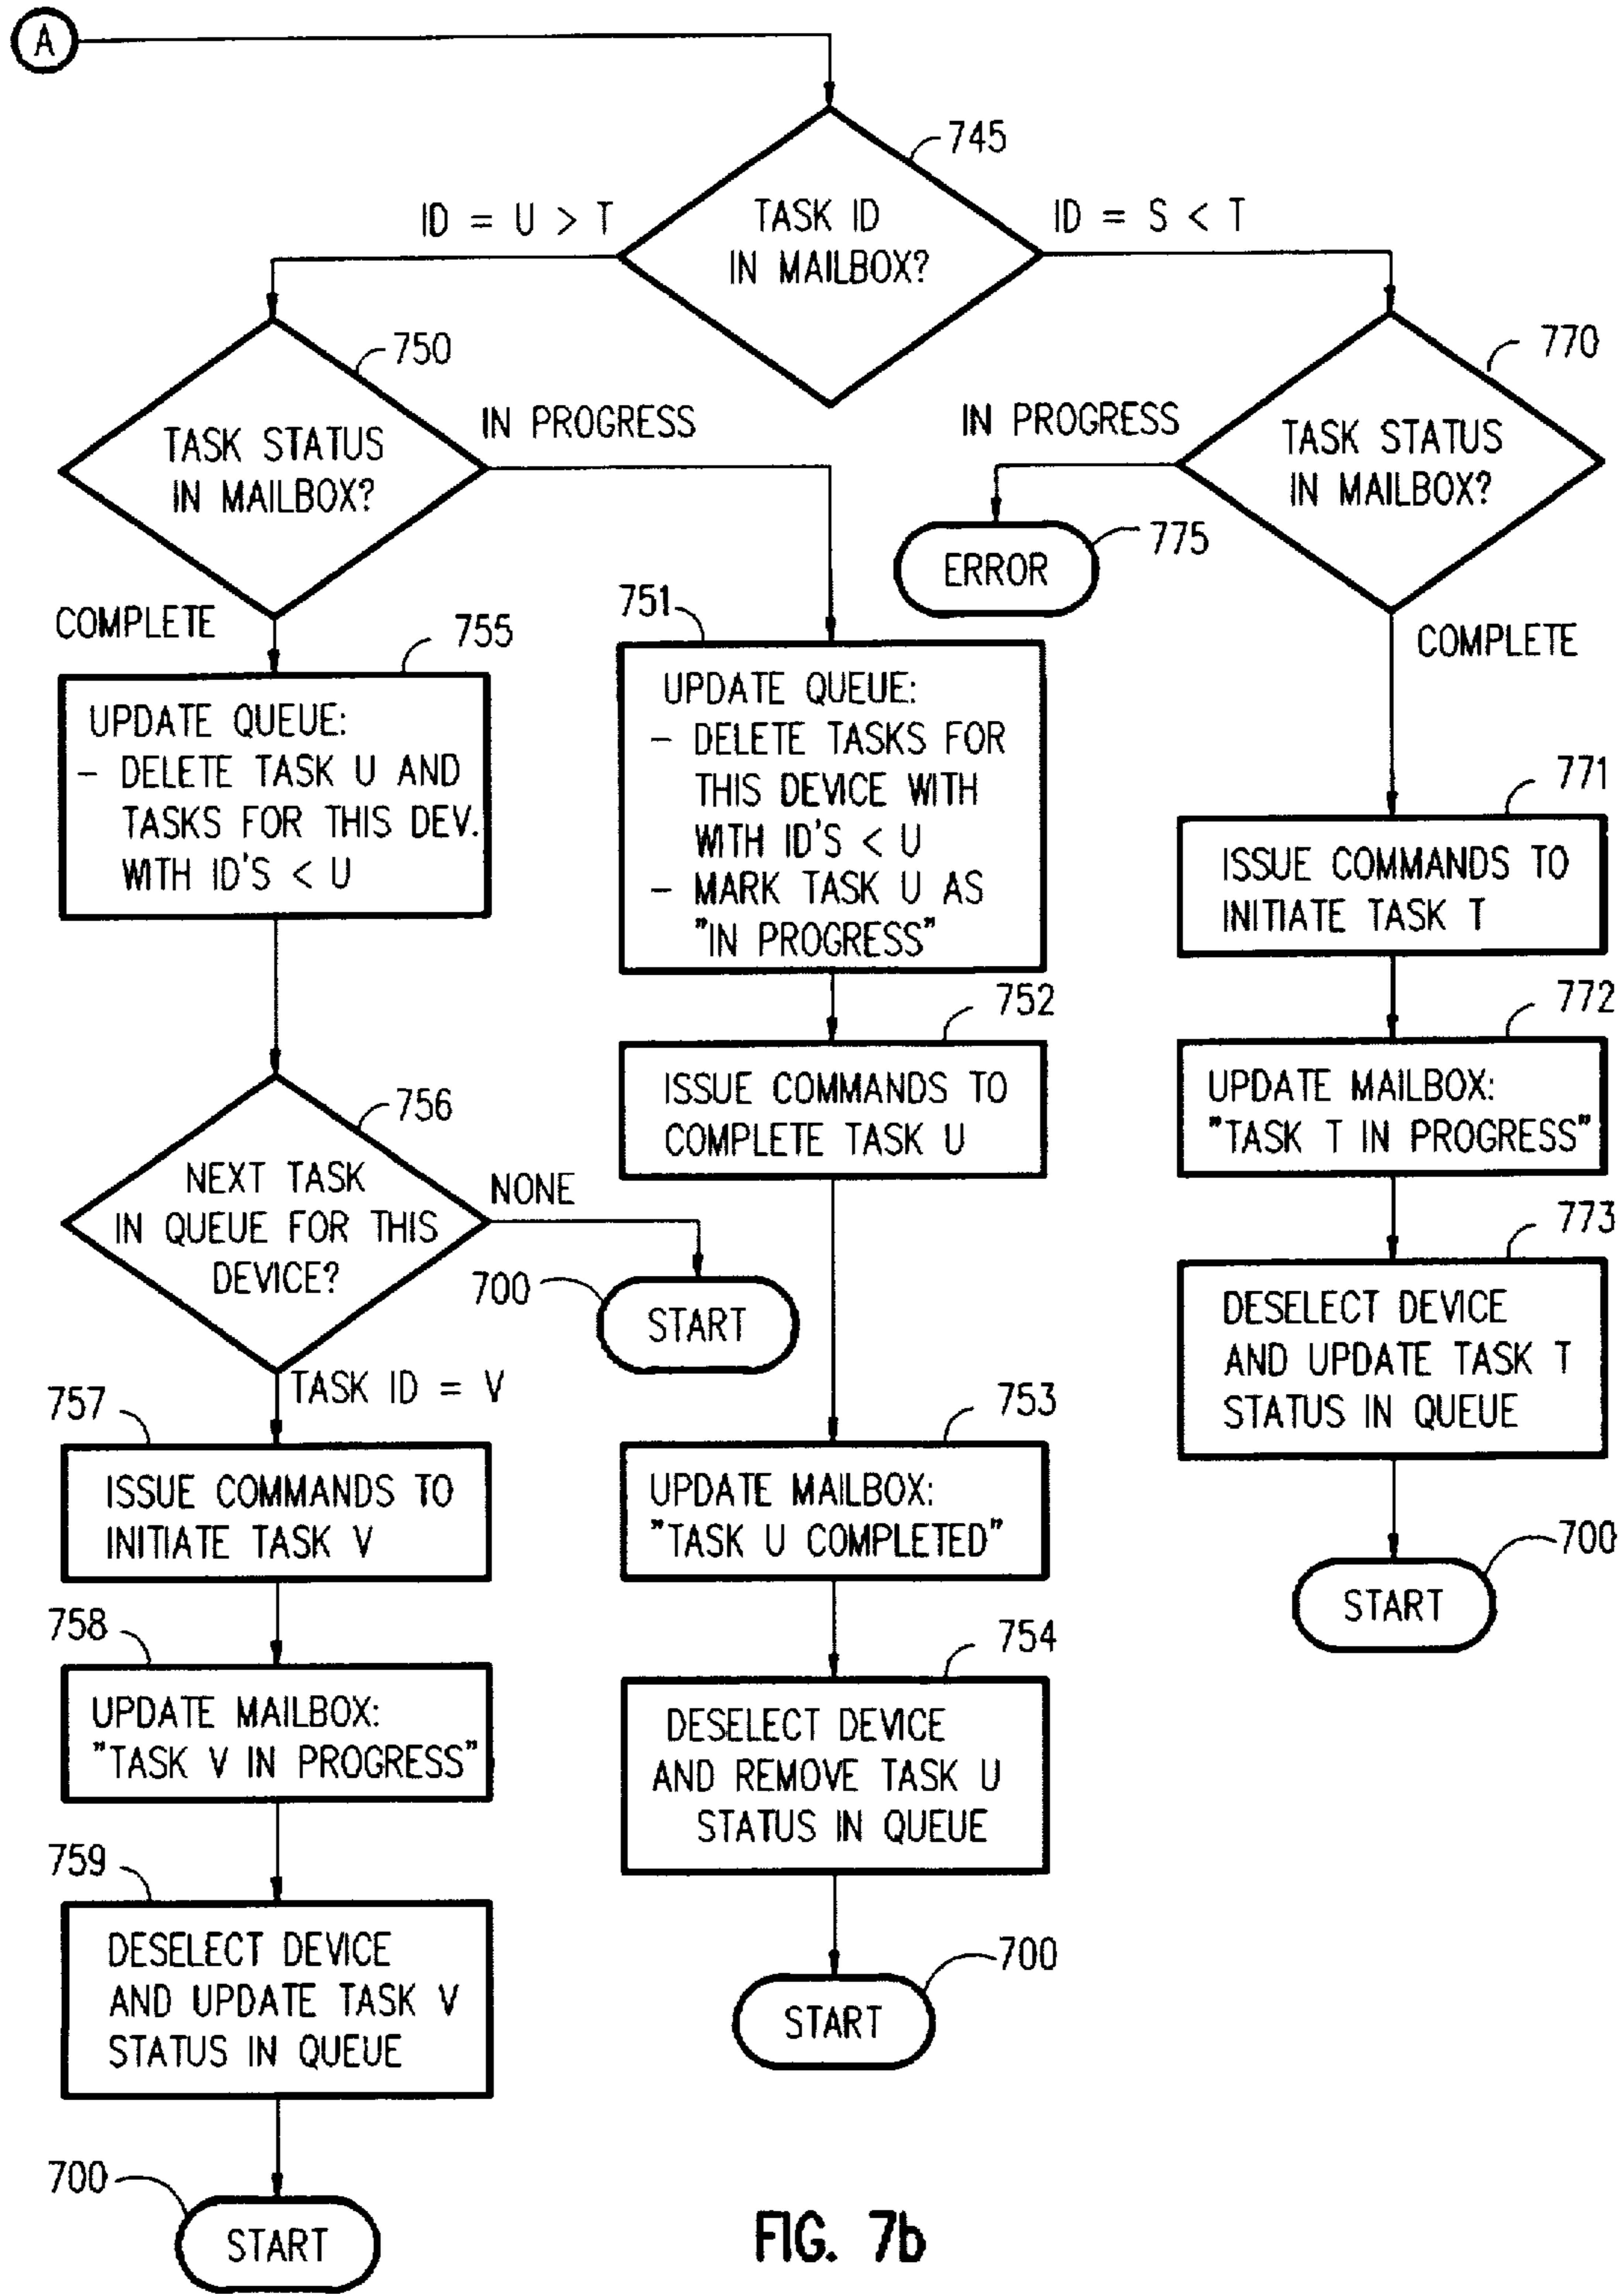 A
745
ID = U > T
TASK ID
IN MAILBOX?
ID = S < T
750
TASK STATUS
IN MAILBOX?
IN PROGRESS
COMPLETE
770
IN PROGRESS
TASK STATUS
IN MAILBOX?
ERROR
775
COMPLETE
755
UPDATE QUEUE:
- DELETE TASK U AND
TASKS FOR THIS DEV.
WITH ID'S < U
751
UPDATE QUEUE:
- DELETE TASKS FOR
THIS DEVICE WITH
WITH ID'S < U
- MARK TASK U AS
"IN PROGRESS"
771
ISSUE COMMANDS TO
INITIATE TASK T
752
ISSUE COMMANDS TO
COMPLETE TASK U
772
UPDATE MAILBOX:
"TASK T IN PROGRESS"
756
NEXT TASK
IN QUEUE FOR THIS
DEVICE?
NONE
700
START
773
DESELECT DEVICE
AND UPDATE TASK T
STATUS IN QUEUE
TASK ID = V
757
ISSUE COMMANDS TO
INITIATE TASK V
753
UPDATE MAILBOX:
"TASK U COMPLETED"
700
START
758
UPDATE MAILBOX:
"TASK V IN PROGRESS"
754
DESELECT DEVICE
AND REMOVE TASK U
STATUS IN QUEUE
759
DESELECT DEVICE
AND UPDATE TASK V
STATUS IN QUEUE
700
START
700
START
FIG. 7b